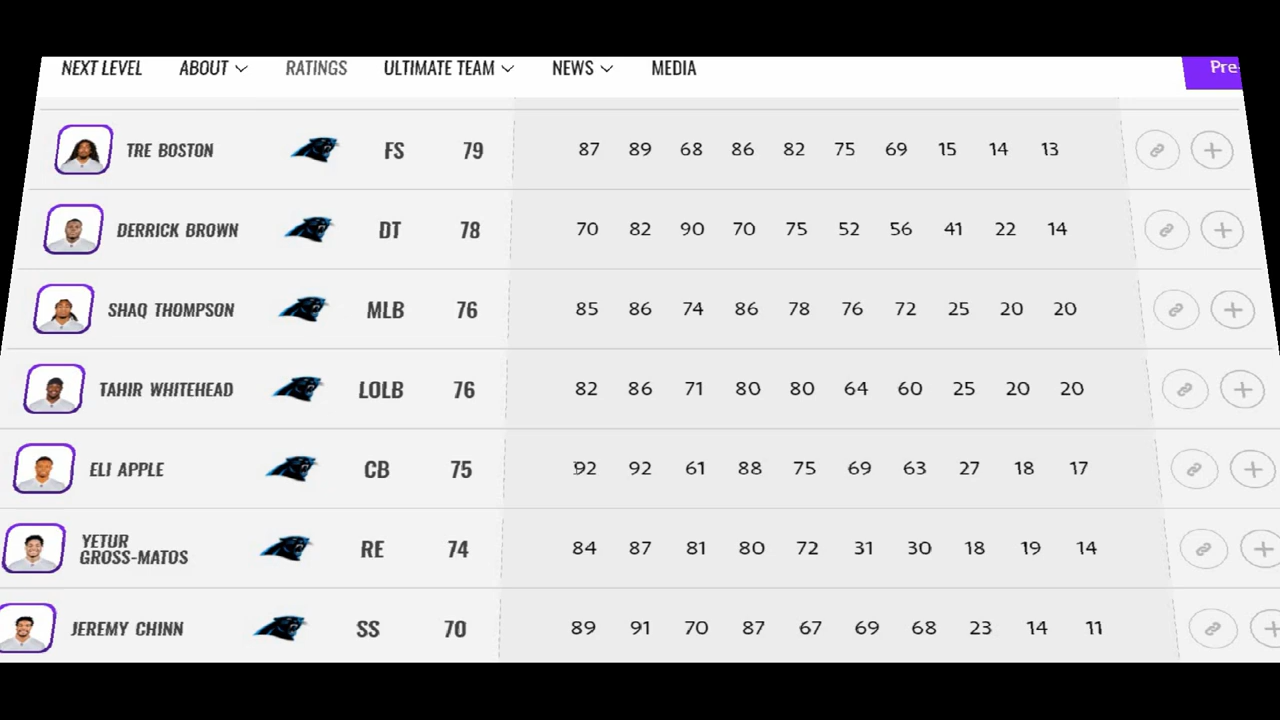 NEXT LEVEL ABOUT RATINGS ULTIMATE TEAM NEWS MEDIA Pre-
TRE BOSTON FS 79 87 89 68 86 82 75 69 15 14 13
DERRICK BROWN DT 78 70 82 90 70 75 52 56 41 22 14
SHAQ THOMPSON MLB 76 85 86 74 86 78 76 72 25 20 20
TAHIR WHITEHEAD LOLB 76 82 86 71 80 80 64 60 25 20 20
ELI APPLE CB 75 92 92 61 88 75 69 63 27 18 17
YETUR
GROSS-MATOS RE 74 84 87 81 80 72 31 30 18 19 14
JEREMY CHINN SS 70 89 91 70 87 67 69 68 23 14 11